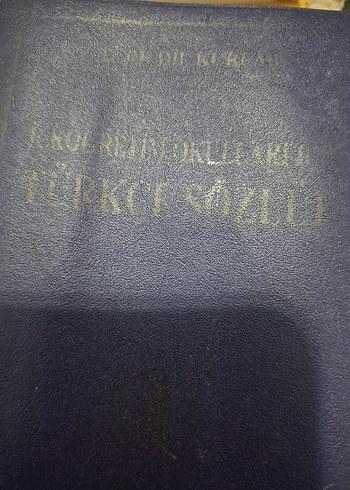 TÜRK DİL KURUMU
İLKÖĞRETİM OKULLARI İÇİN
TÜRKÇE SÖZLÜK